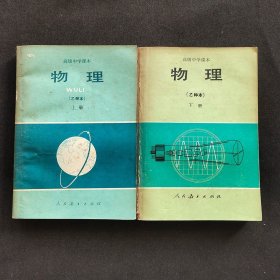 高级中学课本
物理
WULI
(乙种本)
上册
人民教育出版社
高级中学课本
物理
(乙种本)
下册
人民教育出版社